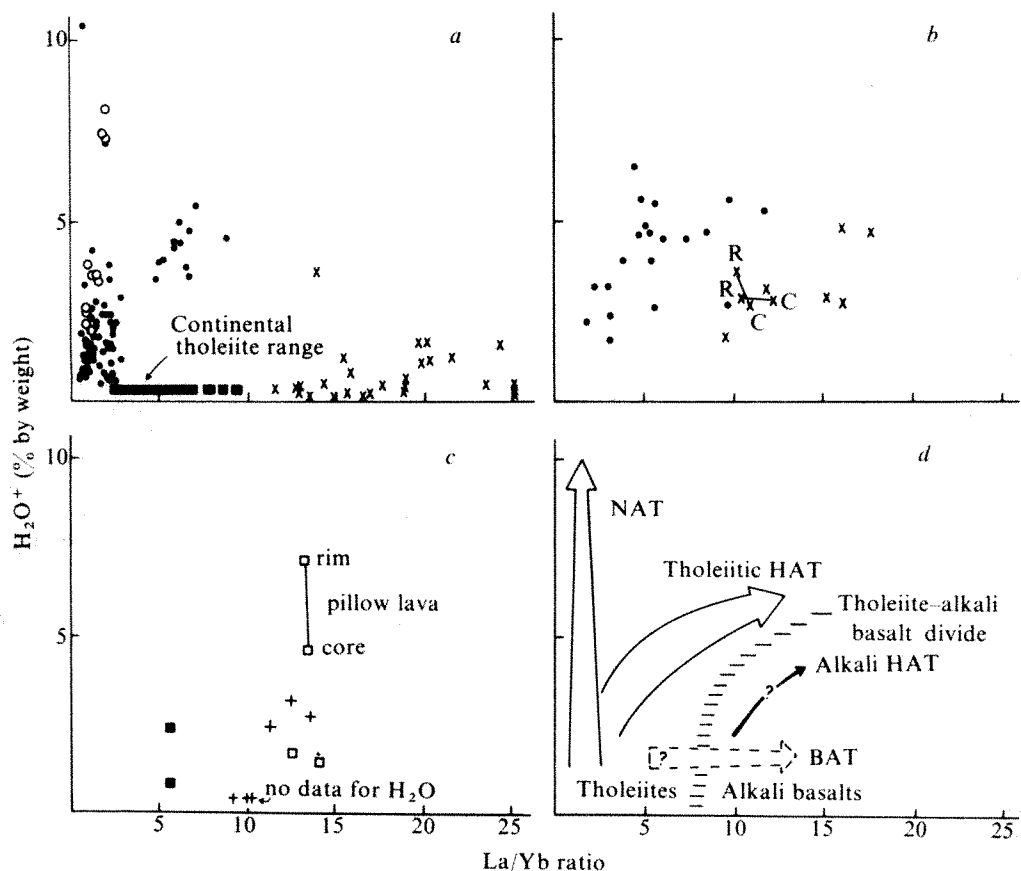 a
10
5
Continental
tholeiite range
b
R
R
C
C
H₂O⁺ (% by weight)
c
10
5
rim
pillow lava
core
no data for H₂O
5
10
15
20
25
d
NAT
Tholeiitic HAT
Tholeiite–alkali
basalt divide
Alkali HAT
?
?
BAT
Tholeiites
Alkali basalts
5
10
15
20
25
La/Yb ratio